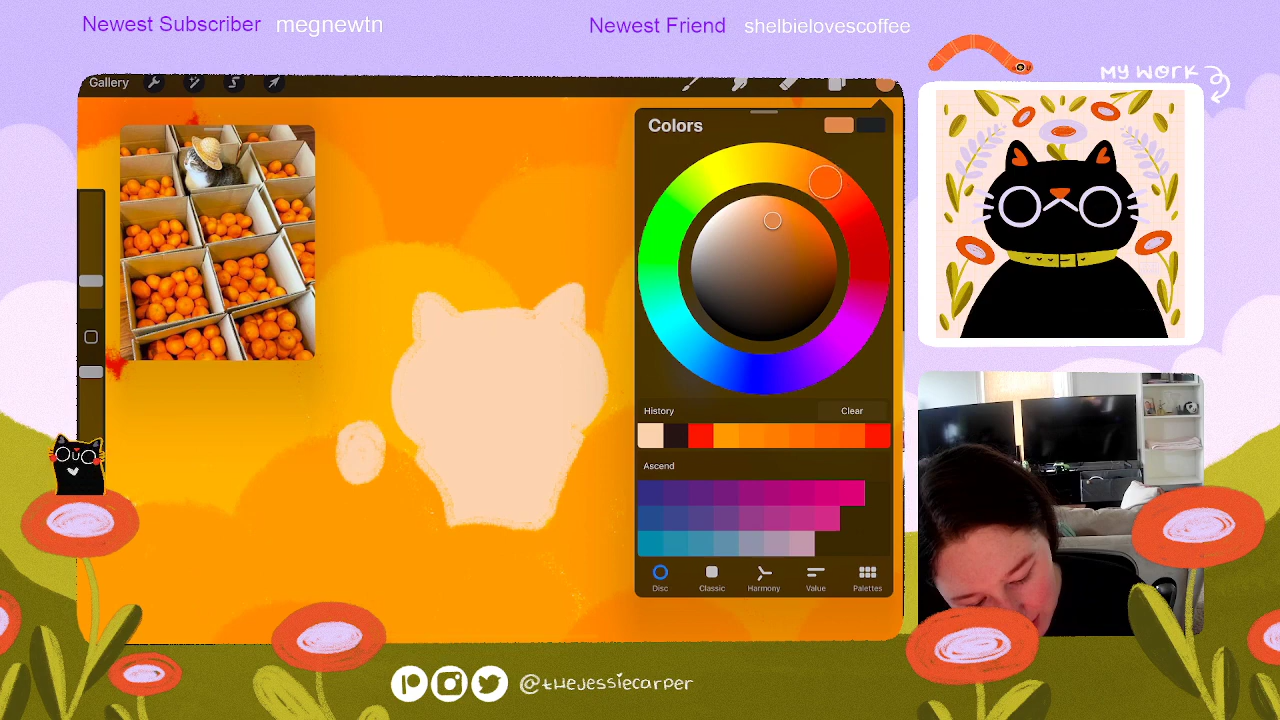 Newest Subscriber megnewtn
Newest Friend shelbielovescoffee
MY WORK
Gallery
Colors
History
Clear
Ascend
Disc
Classic
Harmony
Value
Palettes
@tHeJessiecarper